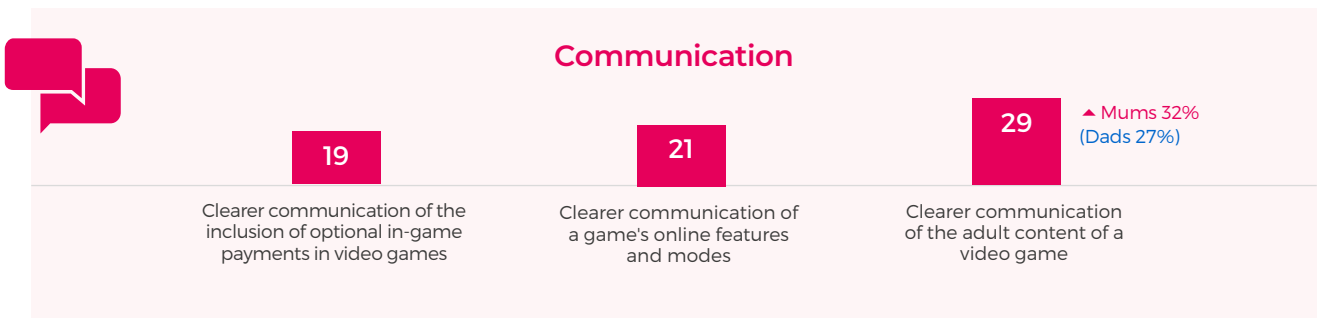 Communication
19
21
29
▲ Mums 32%
(Dads 27%)
Clearer communication of the
inclusion of optional in-game
payments in video games
Clearer communication of
a game's online features
and modes
Clearer communication
of the adult content of a
video game